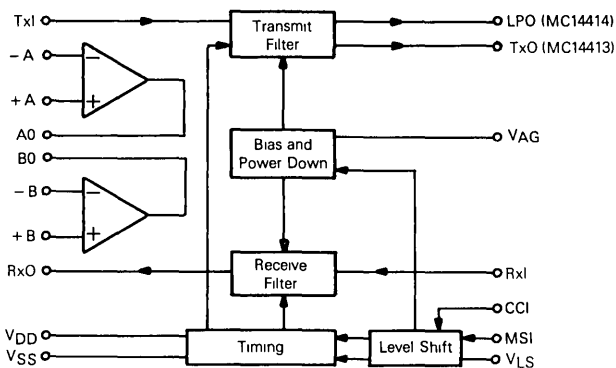 TxI
Transmit
Filter
LPO (MC14414)
TxO (MC14413)
− A
−
+ A
+
A0
B0
− B
−
+ B
+
Bias and
Power Down
VAG
RxO
Receive
Filter
RxI
CCI
VDD
VSS
Timing
Level Shift
MSI
VLS